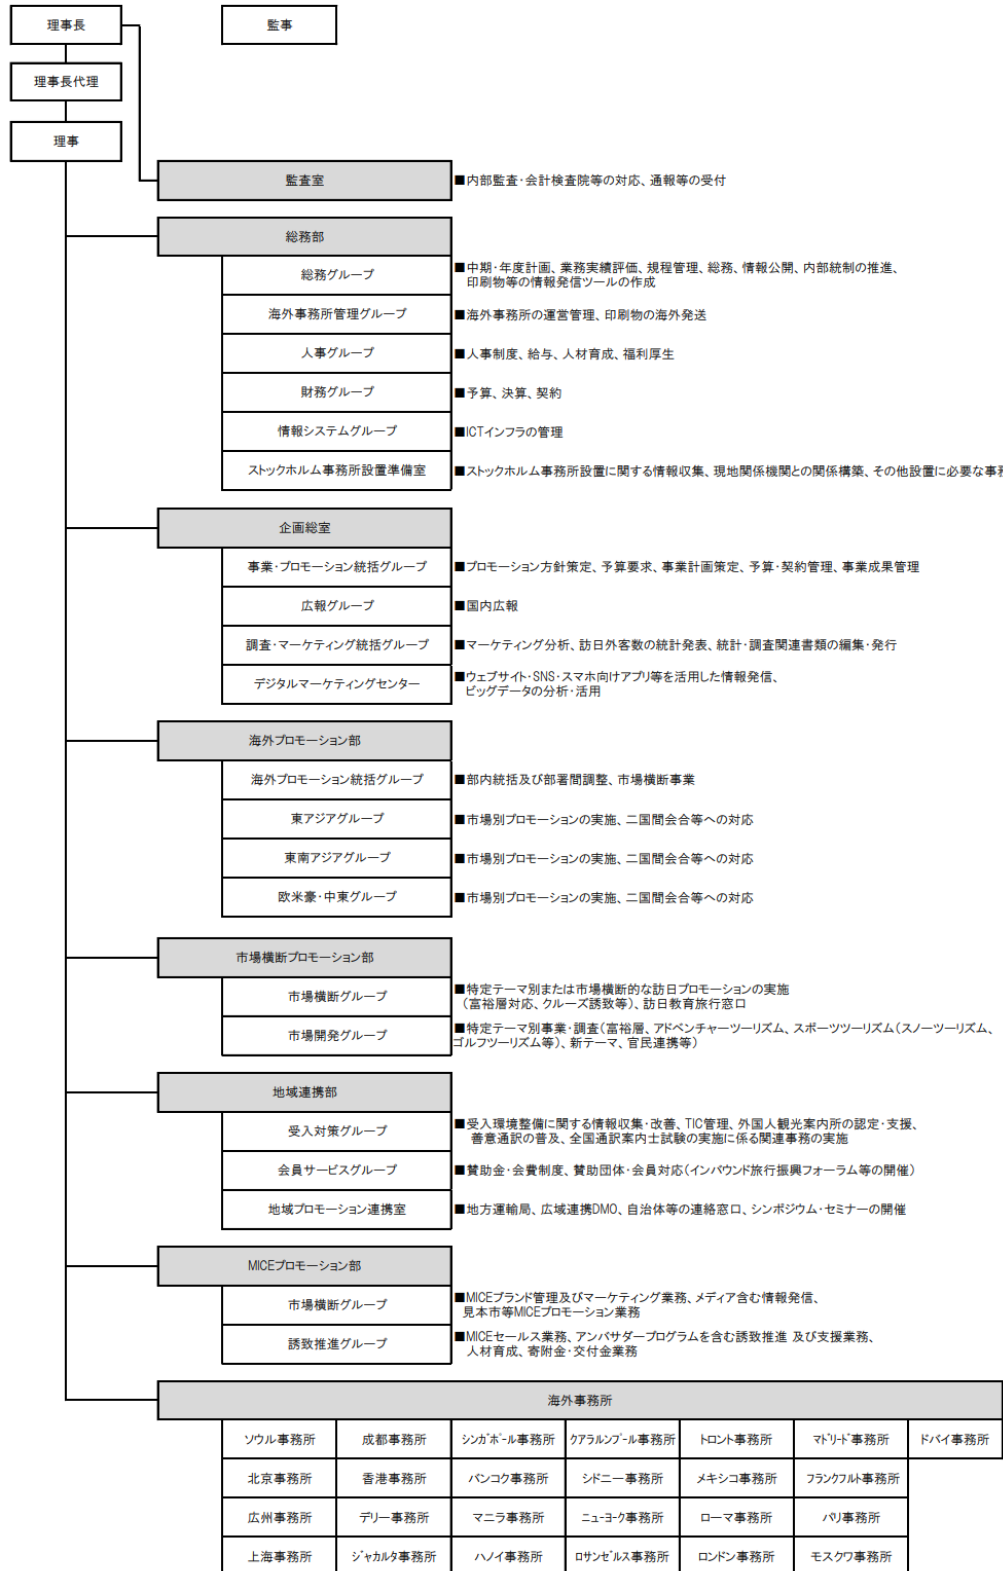 理事長
監事
理事長代理
理事
監査室
■内部監査・会計検査院等の対応、通報等の受付
総務部
総務グループ
■中期・年度計画、業務実績評価、規程管理、総務、情報公開、内部統制の推進、
印刷物等の情報発信ツールの作成
海外事務所管理グループ
■海外事務所の運営管理、印刷物の海外発送
人事グループ
■人事制度、給与、人材育成、福利厚生
財務グループ
■予算、決算、契約
情報システムグループ
■ICTインフラの管理
ストックホルム事務所設置準備室
■ストックホルム事務所設置に関する情報収集、現地関係機関との関係構築、その他設置に必要な事務
企画総室
事業・プロモーション統括グループ
■プロモーション方針策定、予算要求、事業計画策定、予算・契約管理、事業成果管理
広報グループ
■国内広報
調査・マーケティング統括グループ
■マーケティング分析、訪日外客数の統計発表、統計・調査関連書類の編集・発行
デジタルマーケティングセンター
■ウェブサイト・SNS・スマホ向けアプリ等を活用した情報発信、
ビッグデータの分析・活用
海外プロモーション部
海外プロモーション統括グループ
■部内統括及び部署間調整、市場横断事業
東アジアグループ
■市場別プロモーションの実施、二国間会合等への対応
東南アジアグループ
■市場別プロモーションの実施、二国間会合等への対応
欧米豪・中東グループ
■市場別プロモーションの実施、二国間会合等への対応
市場横断プロモーション部
市場横断グループ
■特定テーマ別または市場横断的な訪日プロモーションの実施
（富裕層対応、クルーズ誘致等）、訪日教育旅行窓口
市場開発グループ
■特定テーマ別事業・調査（富裕層、アドベンチャーツーリズム、スポーツツーリズム（スノーツーリズム、
ゴルフツーリズム等）、新テーマ、官民連携等）
地域連携部
受入対策グループ
■受入環境整備に関する情報収集・改善、TIC管理、外国人観光案内所の認定・支援、
善意通訳の普及、全国通訳案内士試験の実施に係る関連事務の実施
会員サービスグループ
■賛助金・会費制度、賛助団体・会員対応（インバウンド旅行振興フォーラム等の開催）
地域プロモーション連携室
■地方運輸局、広域連携DMO、自治体等の連絡窓口、シンポジウム・セミナーの開催
MICEプロモーション部
市場横断グループ
■MICEブランド管理及びマーケティング業務、メディア含む情報発信、
見本市等MICEプロモーション業務
誘致推進グループ
■MICEセールス業務、アンバサダープログラムを含む誘致推進 及び支援業務、
人材育成、寄附金・交付金業務
海外事務所
ソウル事務所 成都事務所 シンガポール事務所 クアラルンプール事務所 トロント事務所 マドリード事務所 ドバイ事務所
北京事務所 香港事務所 バンコク事務所 シドニー事務所 メキシコ事務所 フランクフルト事務所
広州事務所 デリー事務所 マニラ事務所 ニューヨーク事務所 ローマ事務所 パリ事務所
上海事務所 ジャカルタ事務所 ハノイ事務所 ロサンゼルス事務所 ロンドン事務所 モスクワ事務所